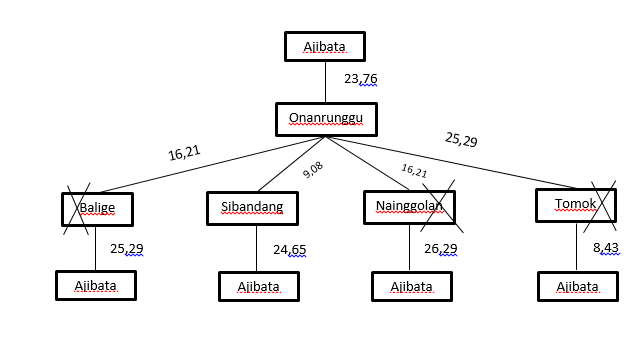 Ajibata
23,76
Onanrunggu
16,21
9,08
16,21
25,29
Balige
Sibandang
Nainggolan
Tomok
25,29
24,65
26,29
8,43
Ajibata
Ajibata
Ajibata
Ajibata